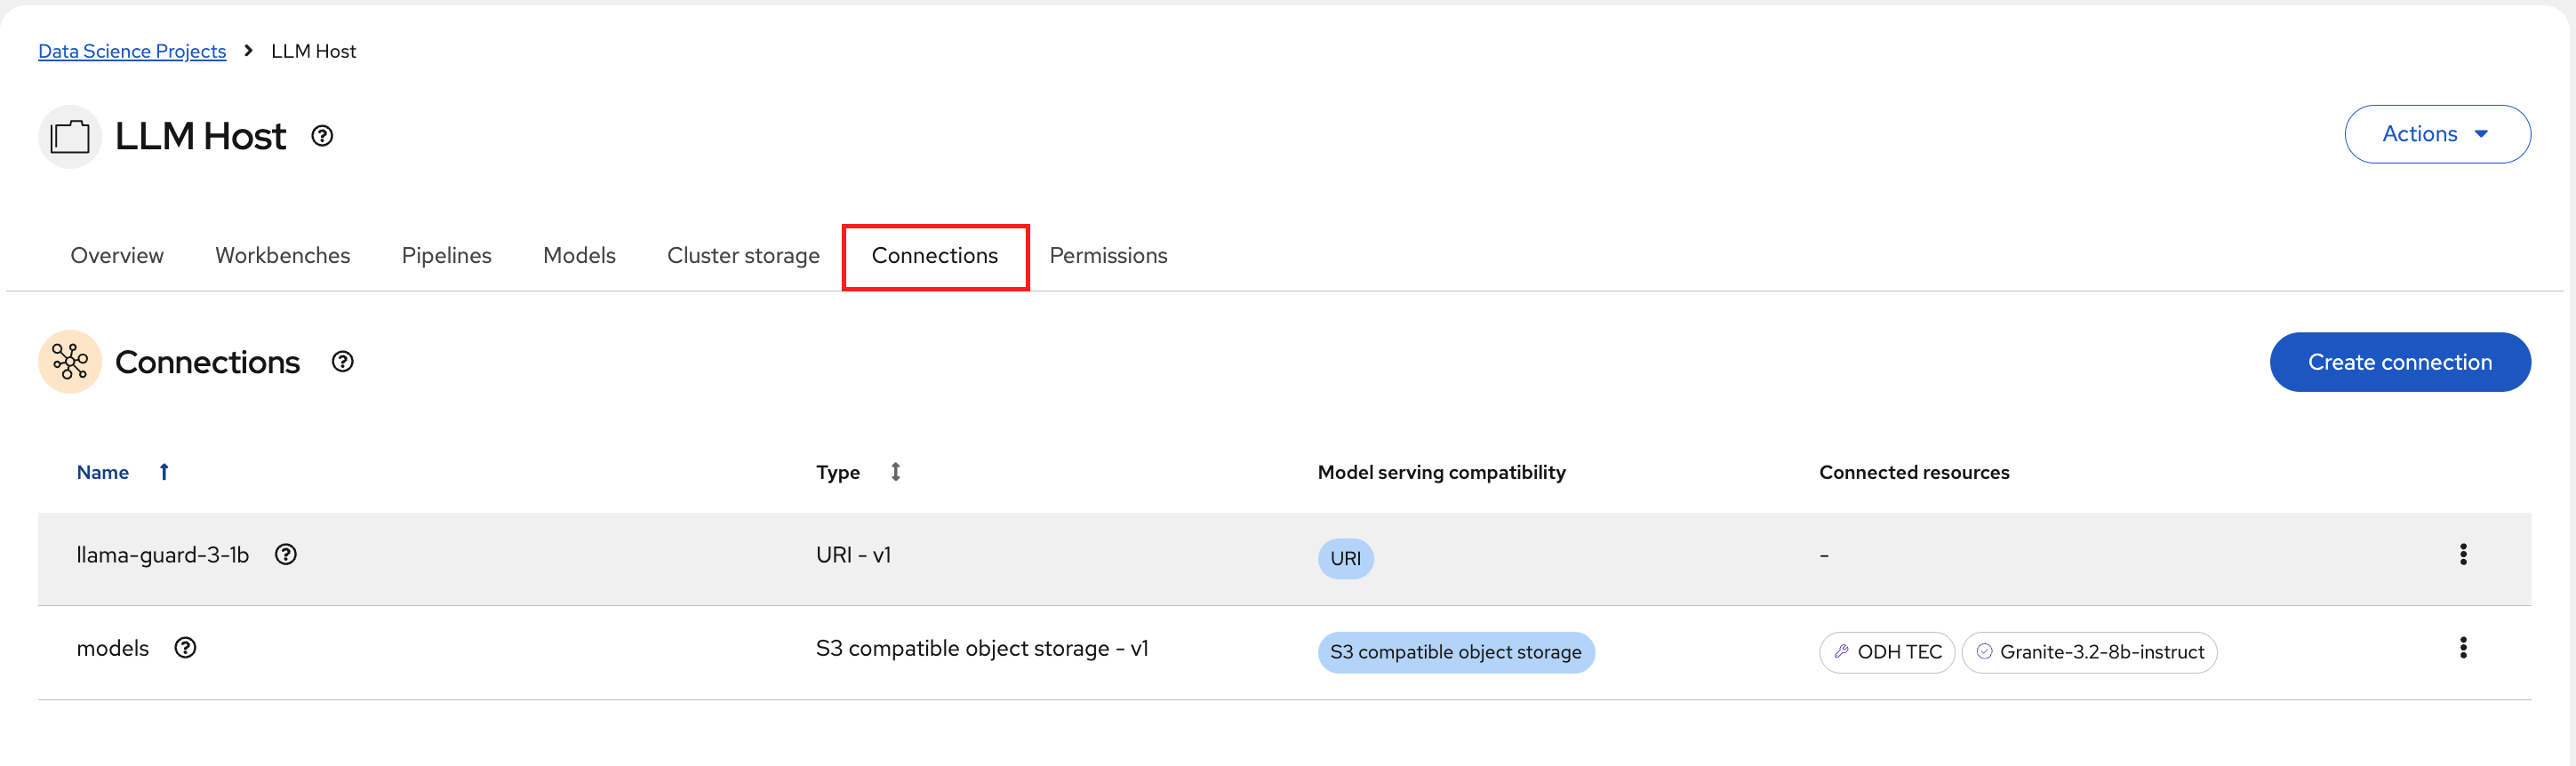 Data Science Projects > LLM Host
LLM Host
Actions
Overview Workbenches Pipelines Models Cluster storage Connections Permissions
Connections
Create connection
Name Type Model serving compatibility Connected resources
llama-guard-3-1b URI - v1 URI -
models S3 compatible object storage - v1 S3 compatible object storage ODH TEC Granite-3.2-8b-instruct